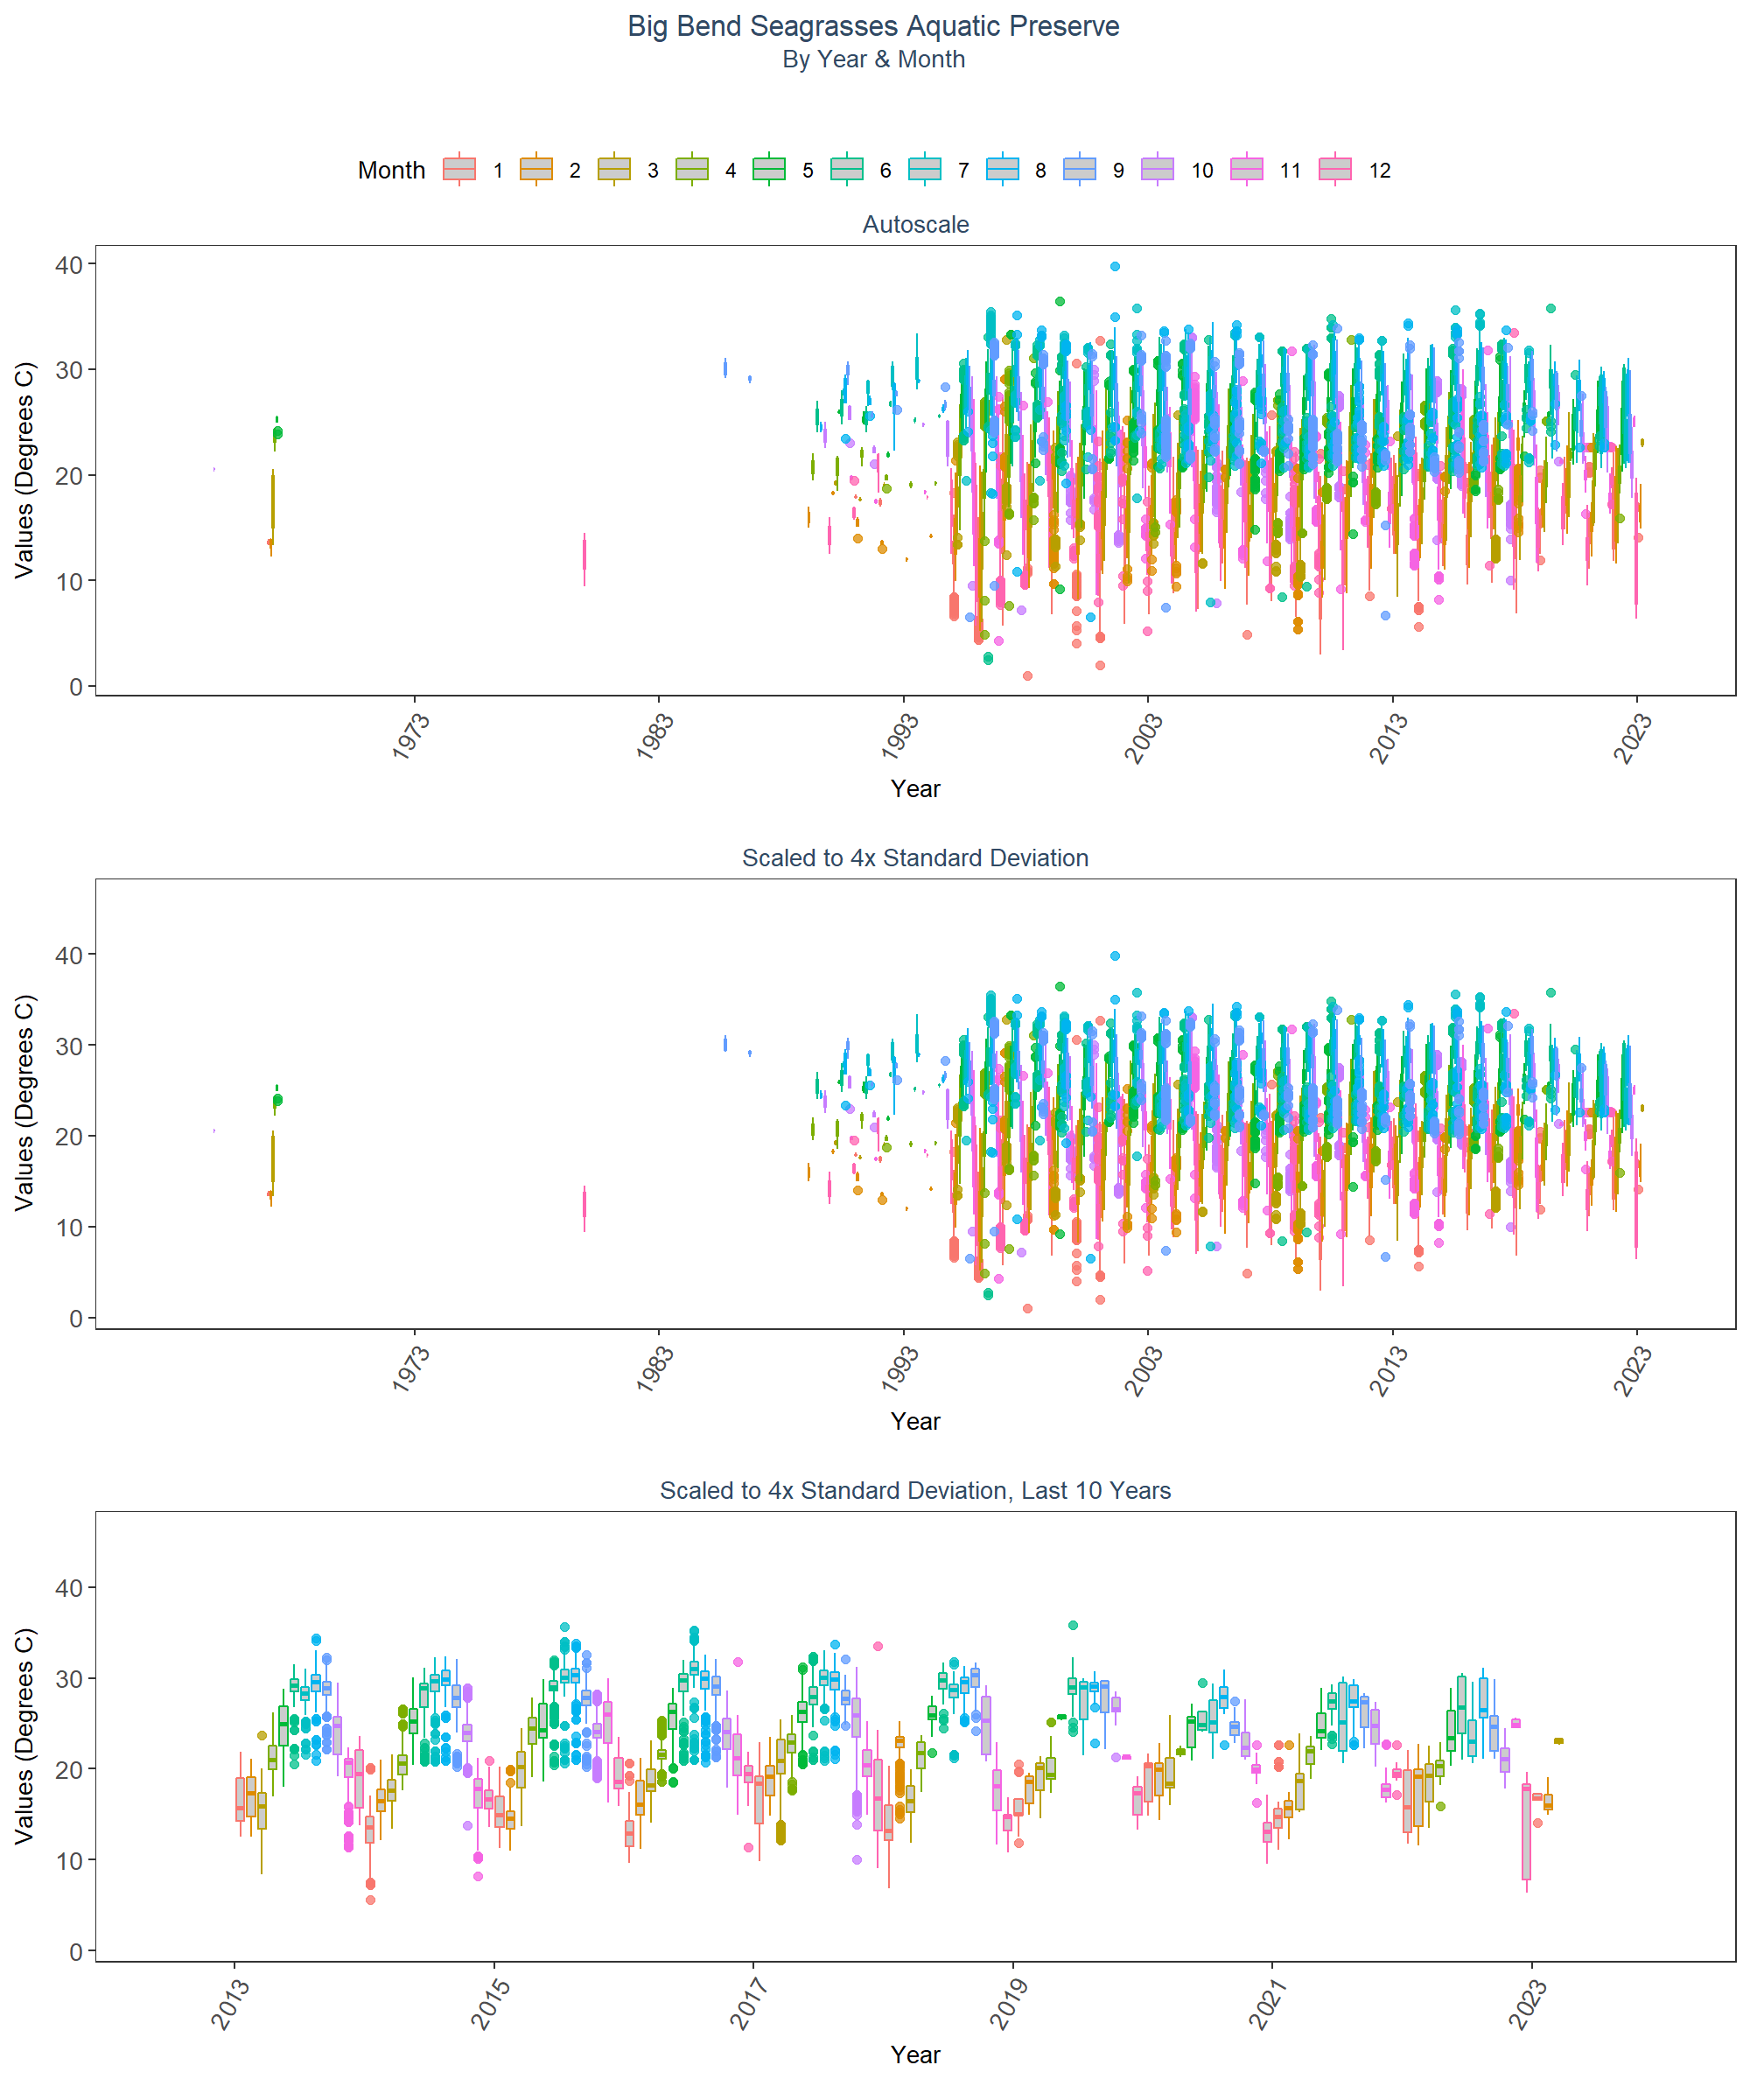 Big Bend Seagrasses Aquatic Preserve
By Year & Month
Month 1 2 3 4 5 6 7 8 9 10 11 12
Autoscale
Values (Degrees C)
40
30
20
10
0
1973 1983 1993 2003 2013 2023
Year
Scaled to 4x Standard Deviation
Values (Degrees C)
40
30
20
10
0
1973 1983 1993 2003 2013 2023
Year
Scaled to 4x Standard Deviation, Last 10 Years
Values (Degrees C)
40
30
20
10
0
2013 2015 2017 2019 2021 2023
Year